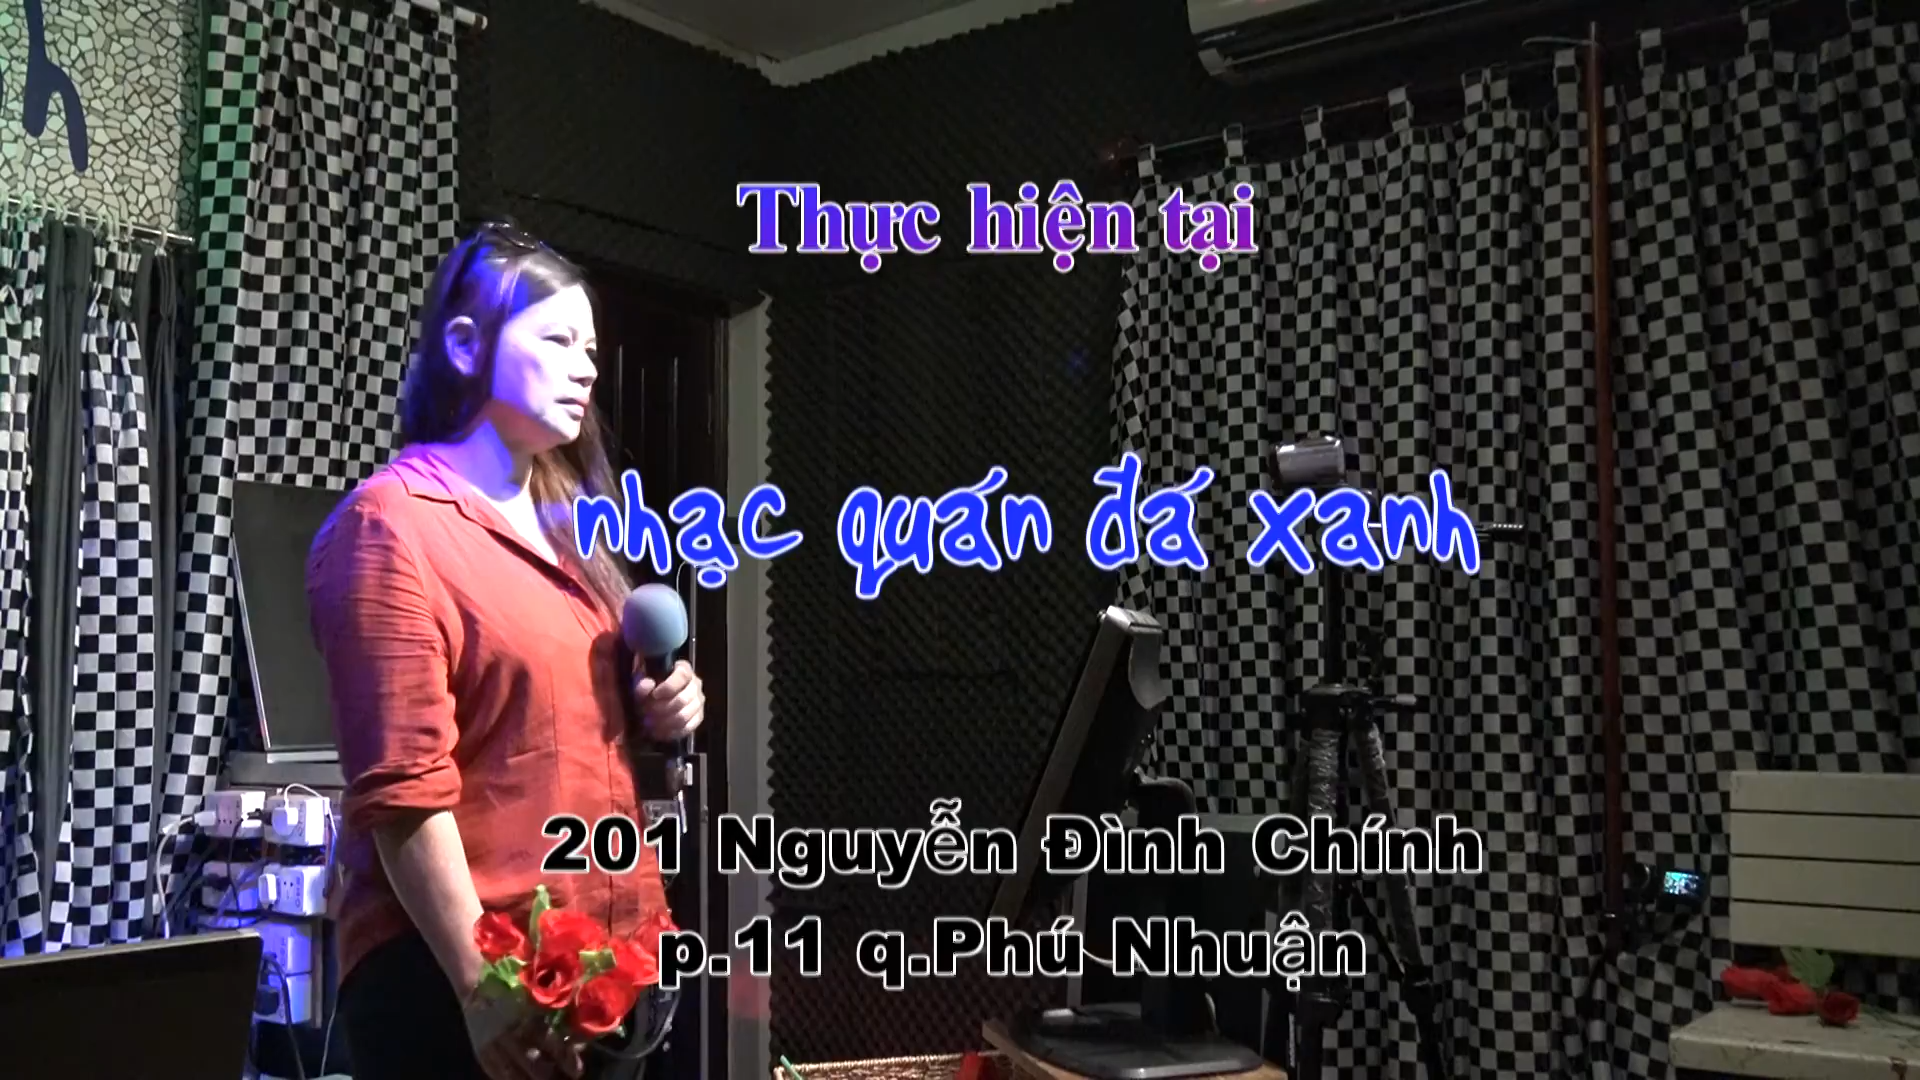 Thực hiện tại
nhạc quán đá xanh
201 Nguyễn Đình Chính
p.11 q.Phú Nhuận